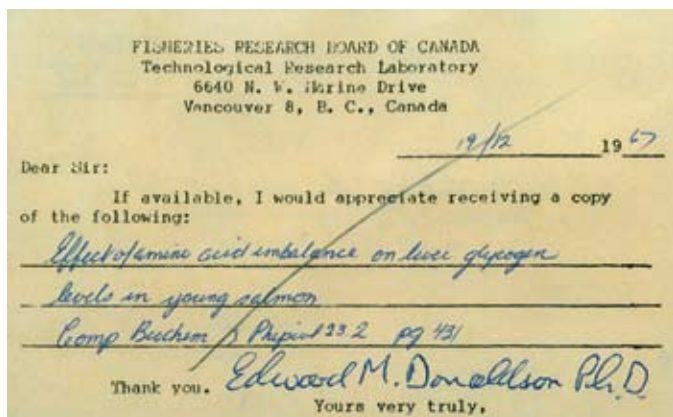 FISHERIES RESEARCH BOARD OF CANADA
Technological Research Laboratory
6640 N. W. Marine Drive
Vancouver 8, B. C., Canada
19/12 1967
Dear Sir:
If available, I would appreciate receiving a copy
of the following:
Effect of amino acid imbalance on liver glycogen
levels in young salmon
Comp Biochem & Physiol 23.2 pg 431
Thank you. Edward M. Donaldson Ph.D.
Yours very truly,